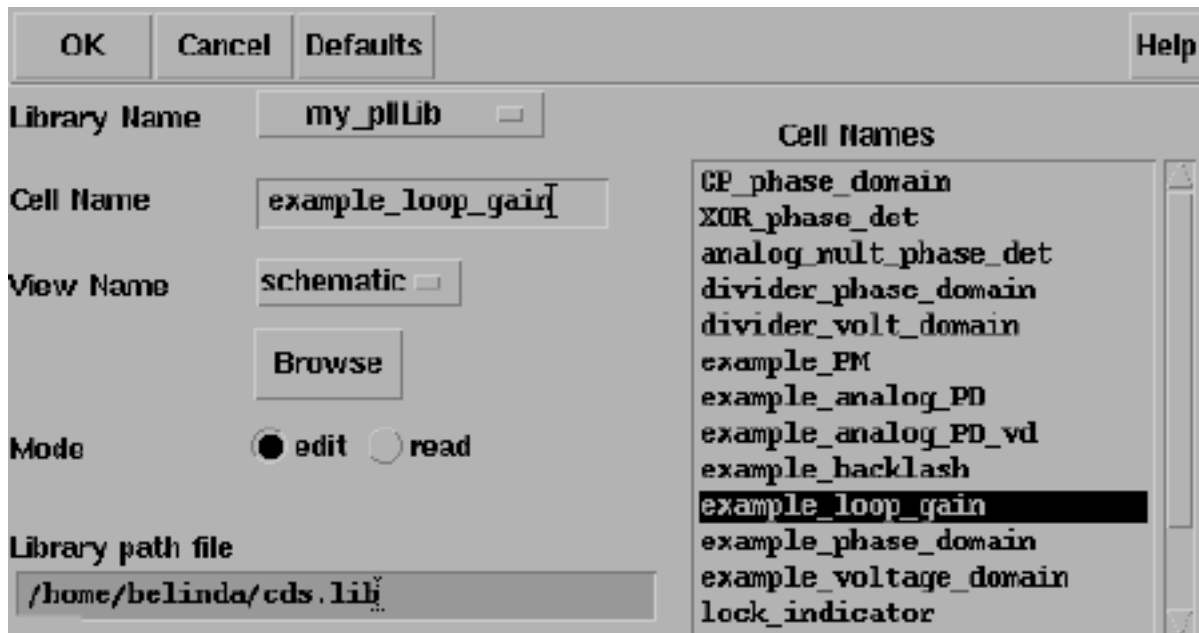 OK Cancel Defaults Help
Library Name my_pllLib
Cell Name example_loop_gain
View Name schematic
Browse
Mode edit read
Library path file
/home/belinda/cds.lib
Cell Names
CP_phase_domain
XOR_phase_det
analog_mult_phase_det
divider_phase_domain
divider_volt_domain
example_PM
example_analog_PD
example_analog_PD_vd
example_backlash
example_loop_gain
example_phase_domain
example_voltage_domain
lock_indicator